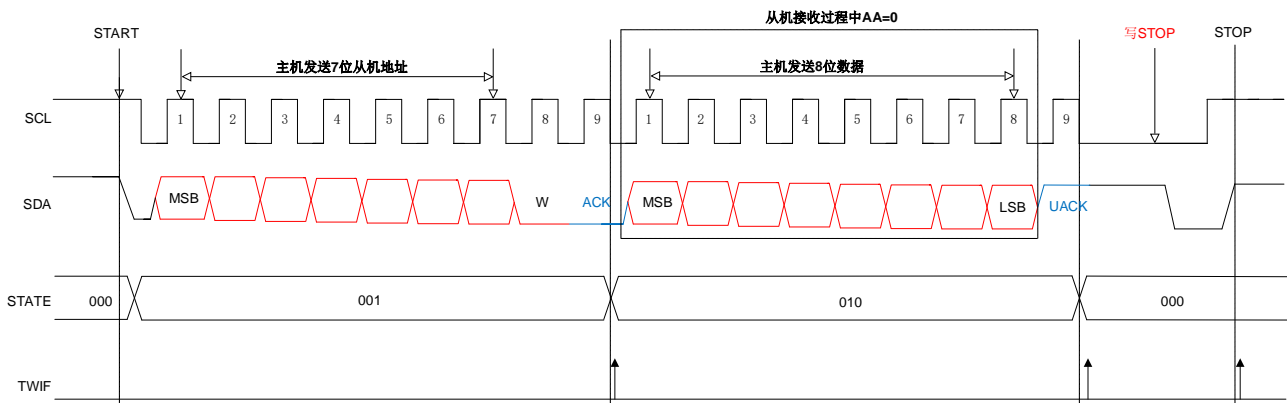 从机接收过程中AA=0
START
写STOP
STOP
主机发送7位从机地址
主机发送8位数据
SCL
1 2 3 4 5 6 7 8 9 1 2 3 4 5 6 7 8 9
SDA
MSB W ACK MSB LSB UACK
STATE 000 001 010 000
TWIF